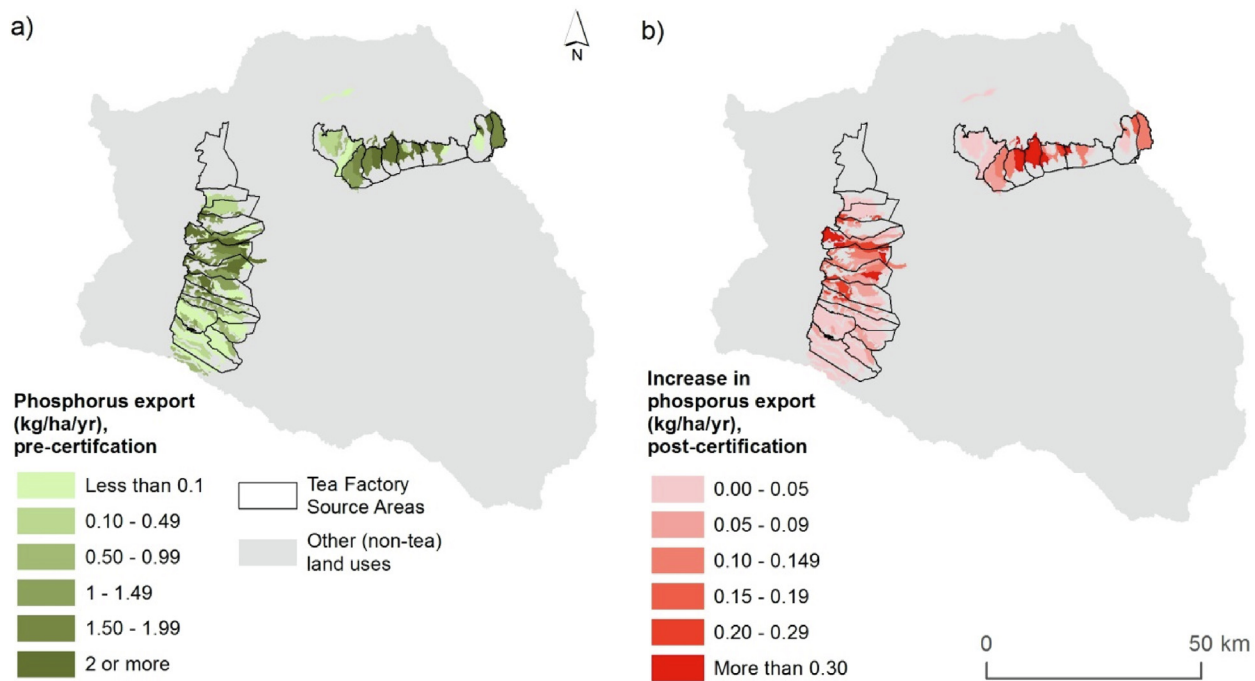 a)
N
b)
Phosphorus export
(kg/ha/yr),
pre-certifcation
Less than 0.1
0.10 - 0.49
0.50 - 0.99
1 - 1.49
1.50 - 1.99
2 or more
Tea Factory
Source Areas
Other (non-tea)
land uses
Increase in
phosporus export
(kg/ha/yr),
post-certification
0.00 - 0.05
0.05 - 0.09
0.10 - 0.149
0.15 - 0.19
0.20 - 0.29
More than 0.30
0 50 km